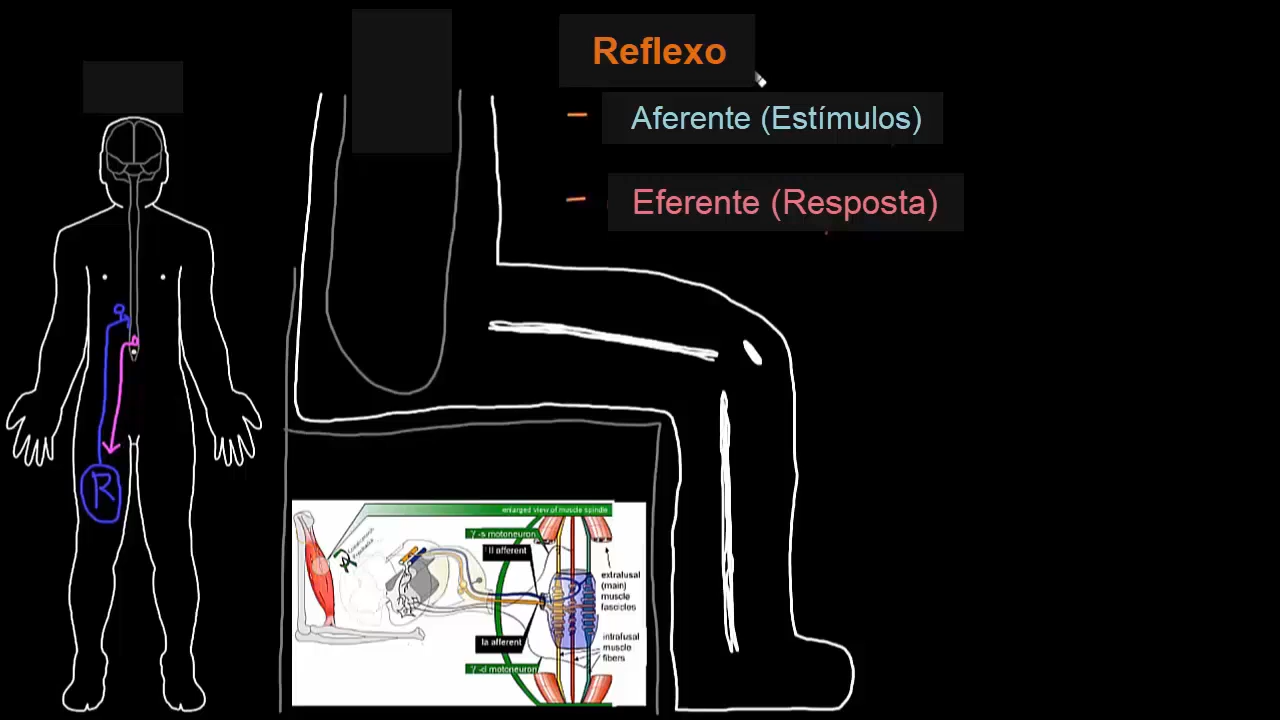 Reflexo
Aferente (Estímulos)
Eferente (Resposta)
R
enlarged view of muscle spindle
γ -s motoneuron
II afferent
extrafusal
(main)
muscle
fascicles
Ia afferent
intrafusal
muscle
fibers
γ -d motoneuron